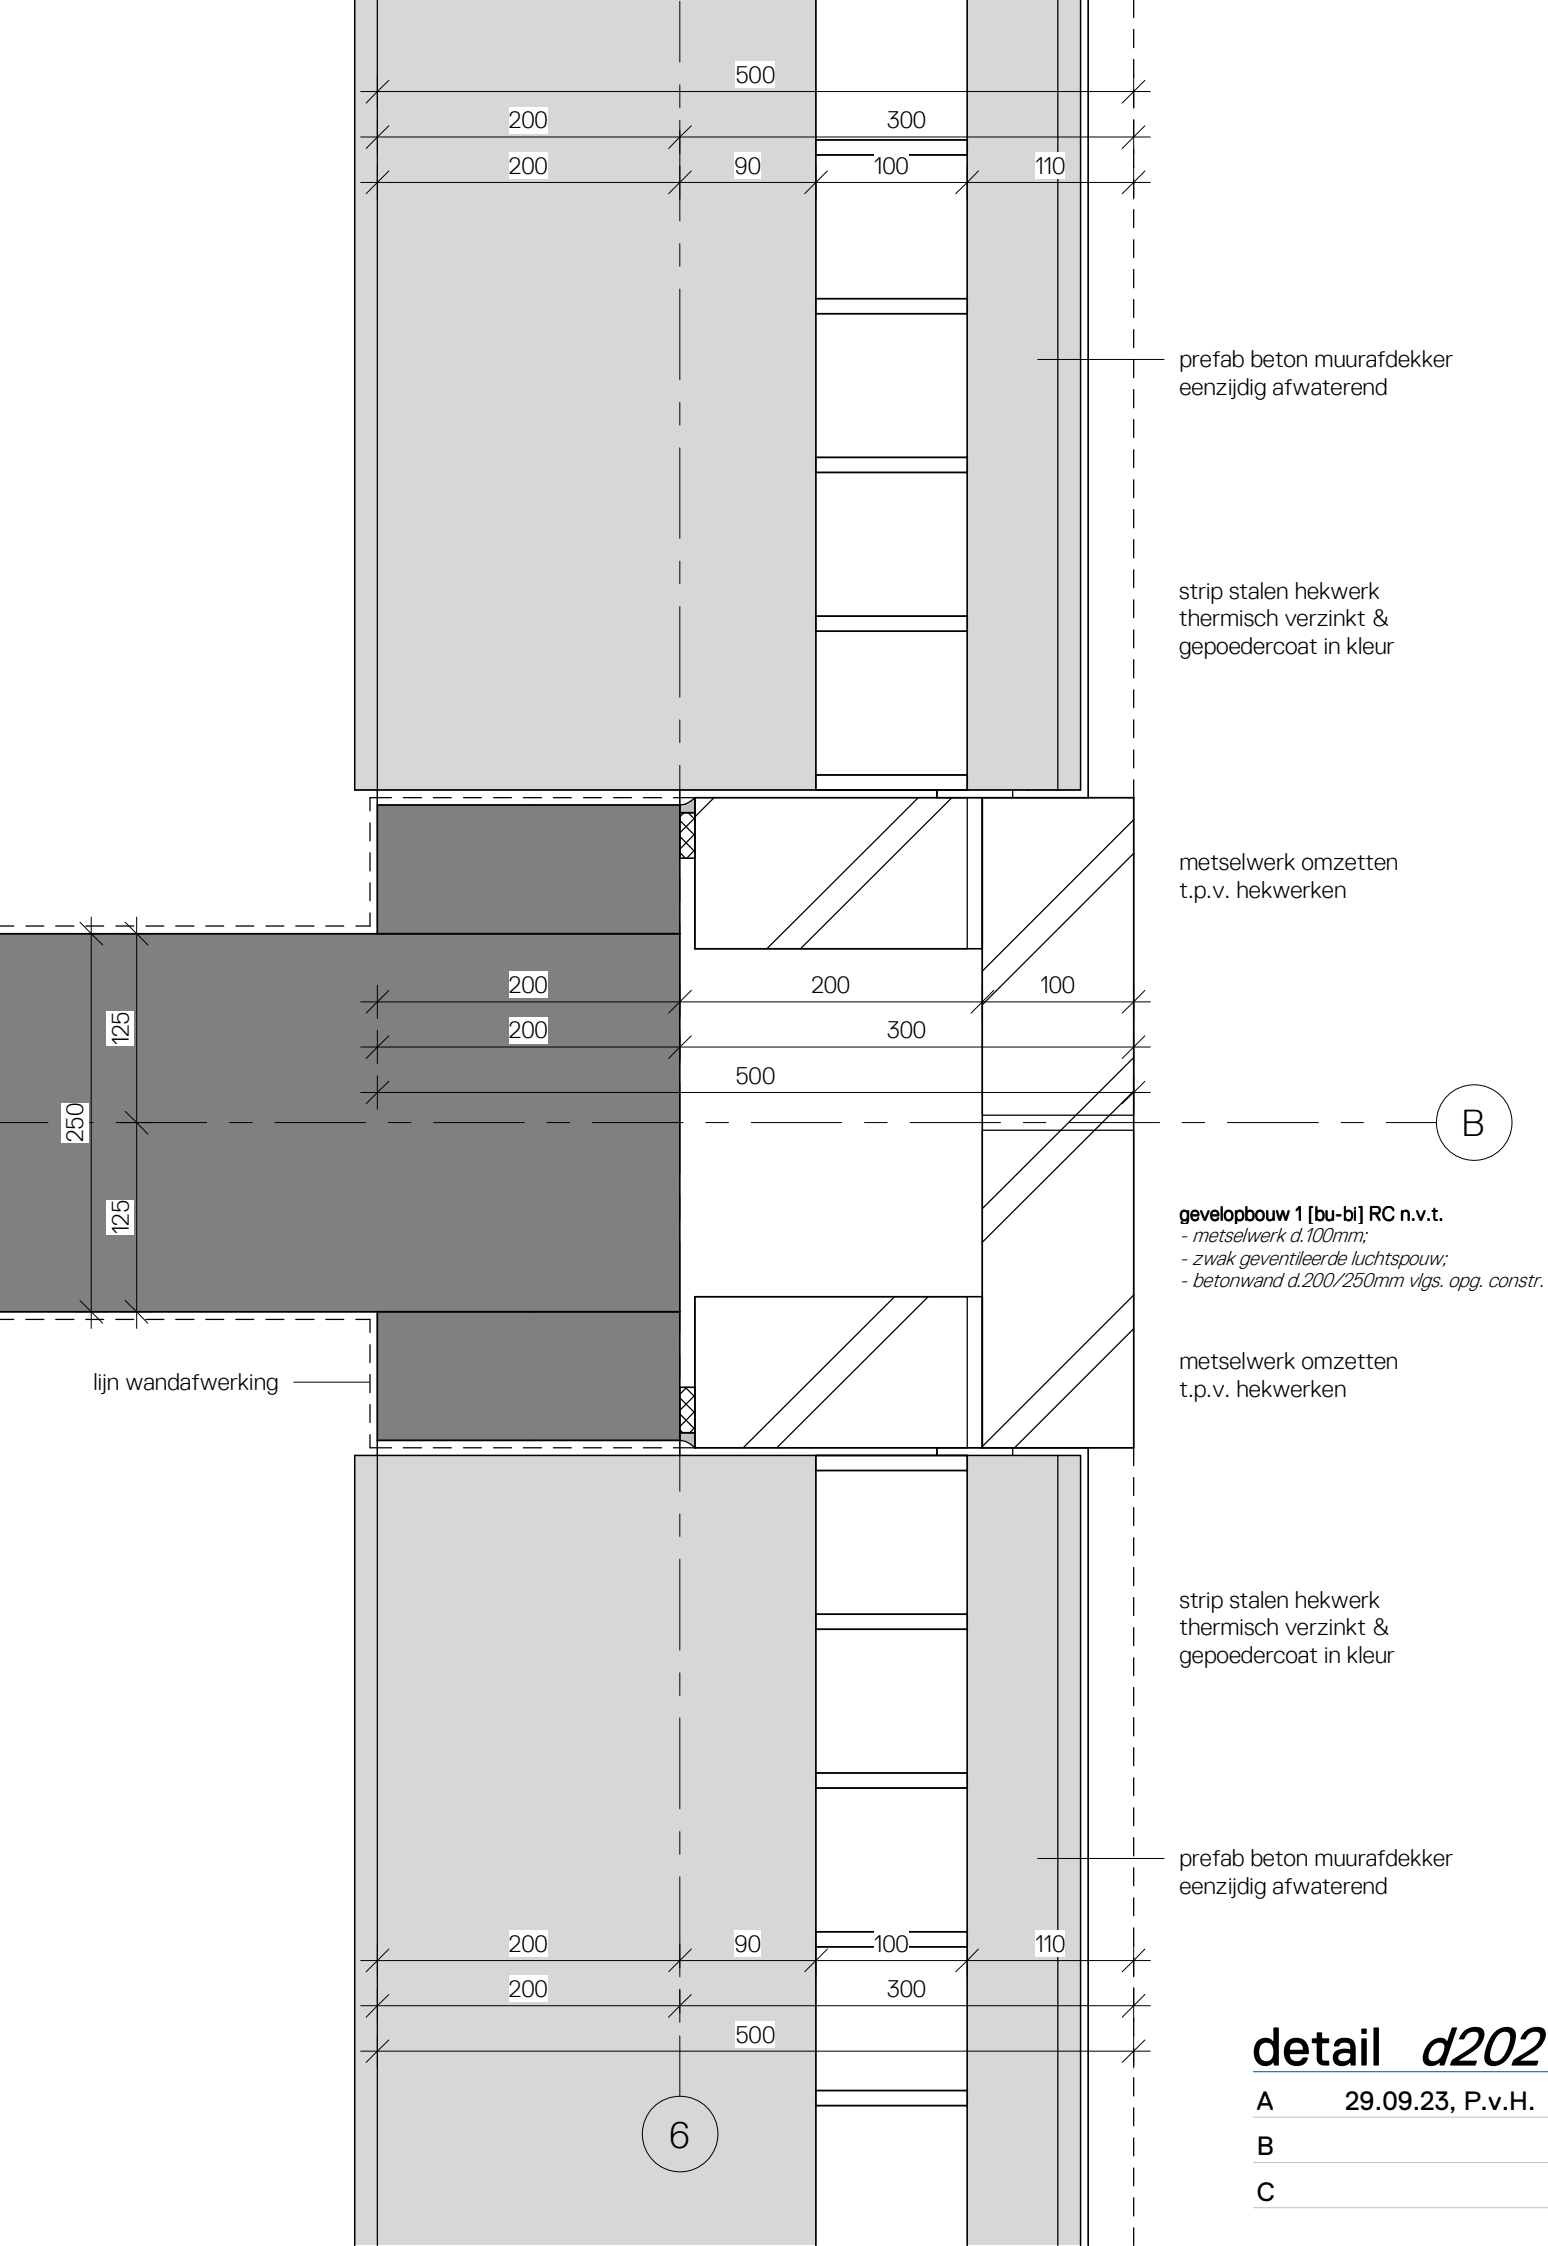 500
200 300
200 90 100 110
prefab beton muurafdekker
eenzijdig afwaterend
strip stalen hekwerk
thermisch verzinkt &
gepoedercoat in kleur
metselwerk omzetten
t.p.v. hekwerken
200 200 100
200 300
500
125
250
125
B
gevelopbouw 1 [bu-bi] RC n.v.t.
- metselwerk d.100mm;
- zwak geventileerde luchtspouw;
- betonwand d.200/250mm vlgs. opg. constr.
metselwerk omzetten
t.p.v. hekwerken
lijn wandafwerking
strip stalen hekwerk
thermisch verzinkt &
gepoedercoat in kleur
prefab beton muurafdekker
eenzijdig afwaterend
200 90 100 110
200 300
500
6
detail d202
A 29.09.23, P.v.H.
B
C